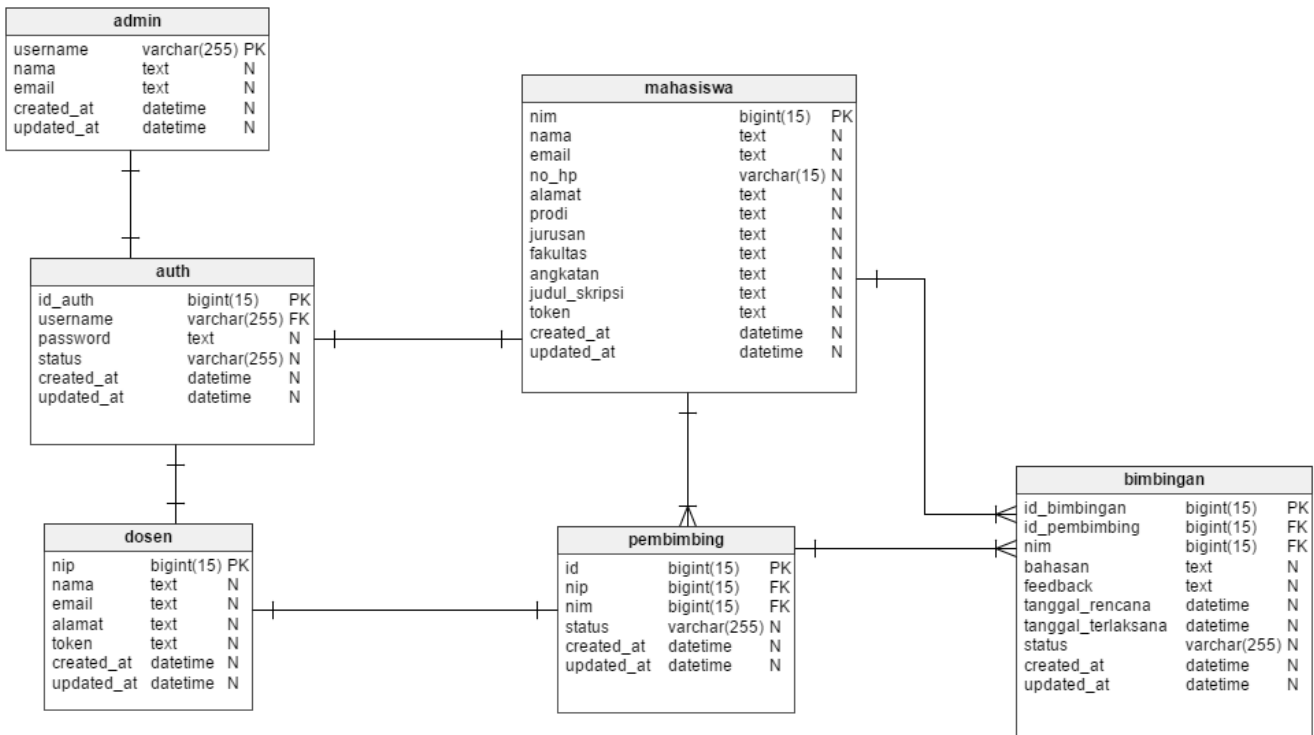 admin
username varchar(255) PK
nama text N
email text N
created_at datetime N
updated_at datetime N
mahasiswa
nim bigint(15) PK
nama text N
email text N
no_hp varchar(15) N
alamat text N
prodi text N
jurusan text N
fakultas text N
angkatan text N
judul_skripsi text N
token text N
created_at datetime N
updated_at datetime N
auth
id_auth bigint(15) PK
username varchar(255) FK
password text N
status varchar(255) N
created_at datetime N
updated_at datetime N
dosen
nip bigint(15) PK
nama text N
email text N
alamat text N
token text N
created_at datetime N
updated_at datetime N
pembimbing
id bigint(15) PK
nip bigint(15) FK
nim bigint(15) FK
status varchar(255) N
created_at datetime N
updated_at datetime N
bimbingan
id_bimbingan bigint(15) PK
id_pembimbing bigint(15) FK
nim bigint(15) FK
bahasan text N
feedback text N
tanggal_rencana datetime N
tanggal_terlaksana datetime N
status varchar(255) N
created_at datetime N
updated_at datetime N